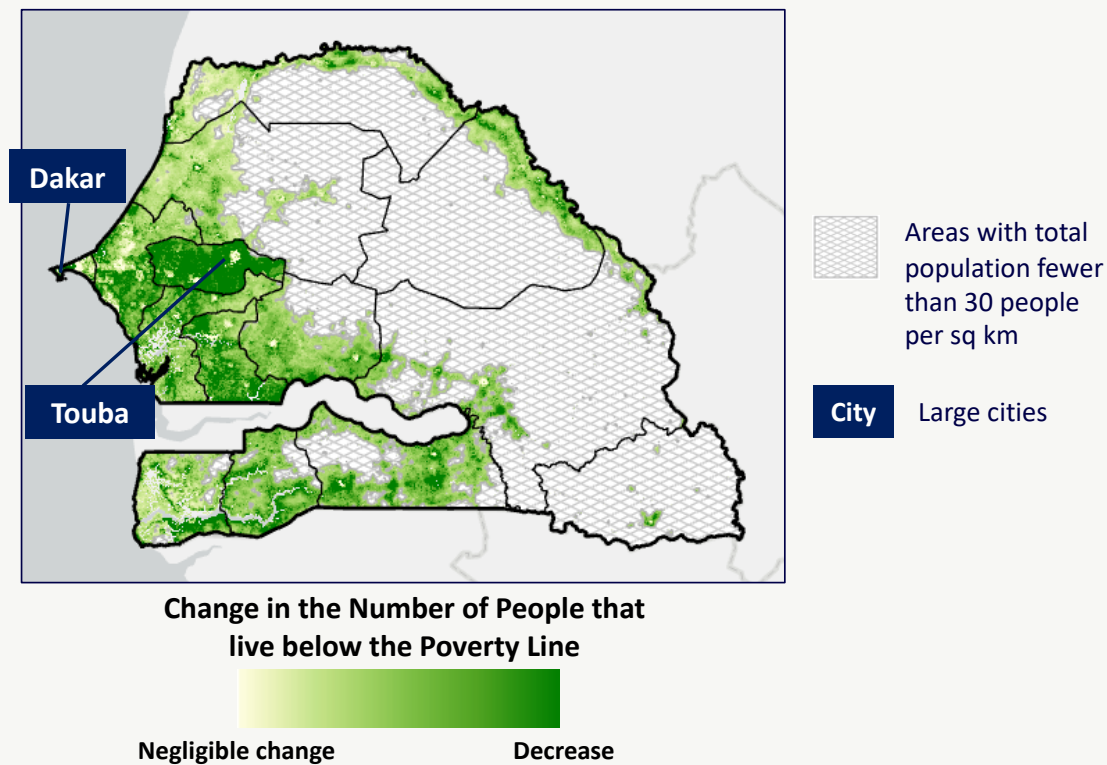 Dakar
Touba
Areas with total
population fewer
than 30 people
per sq km
City
Large cities
Change in the Number of People that
live below the Poverty Line
Negligible change
Decrease